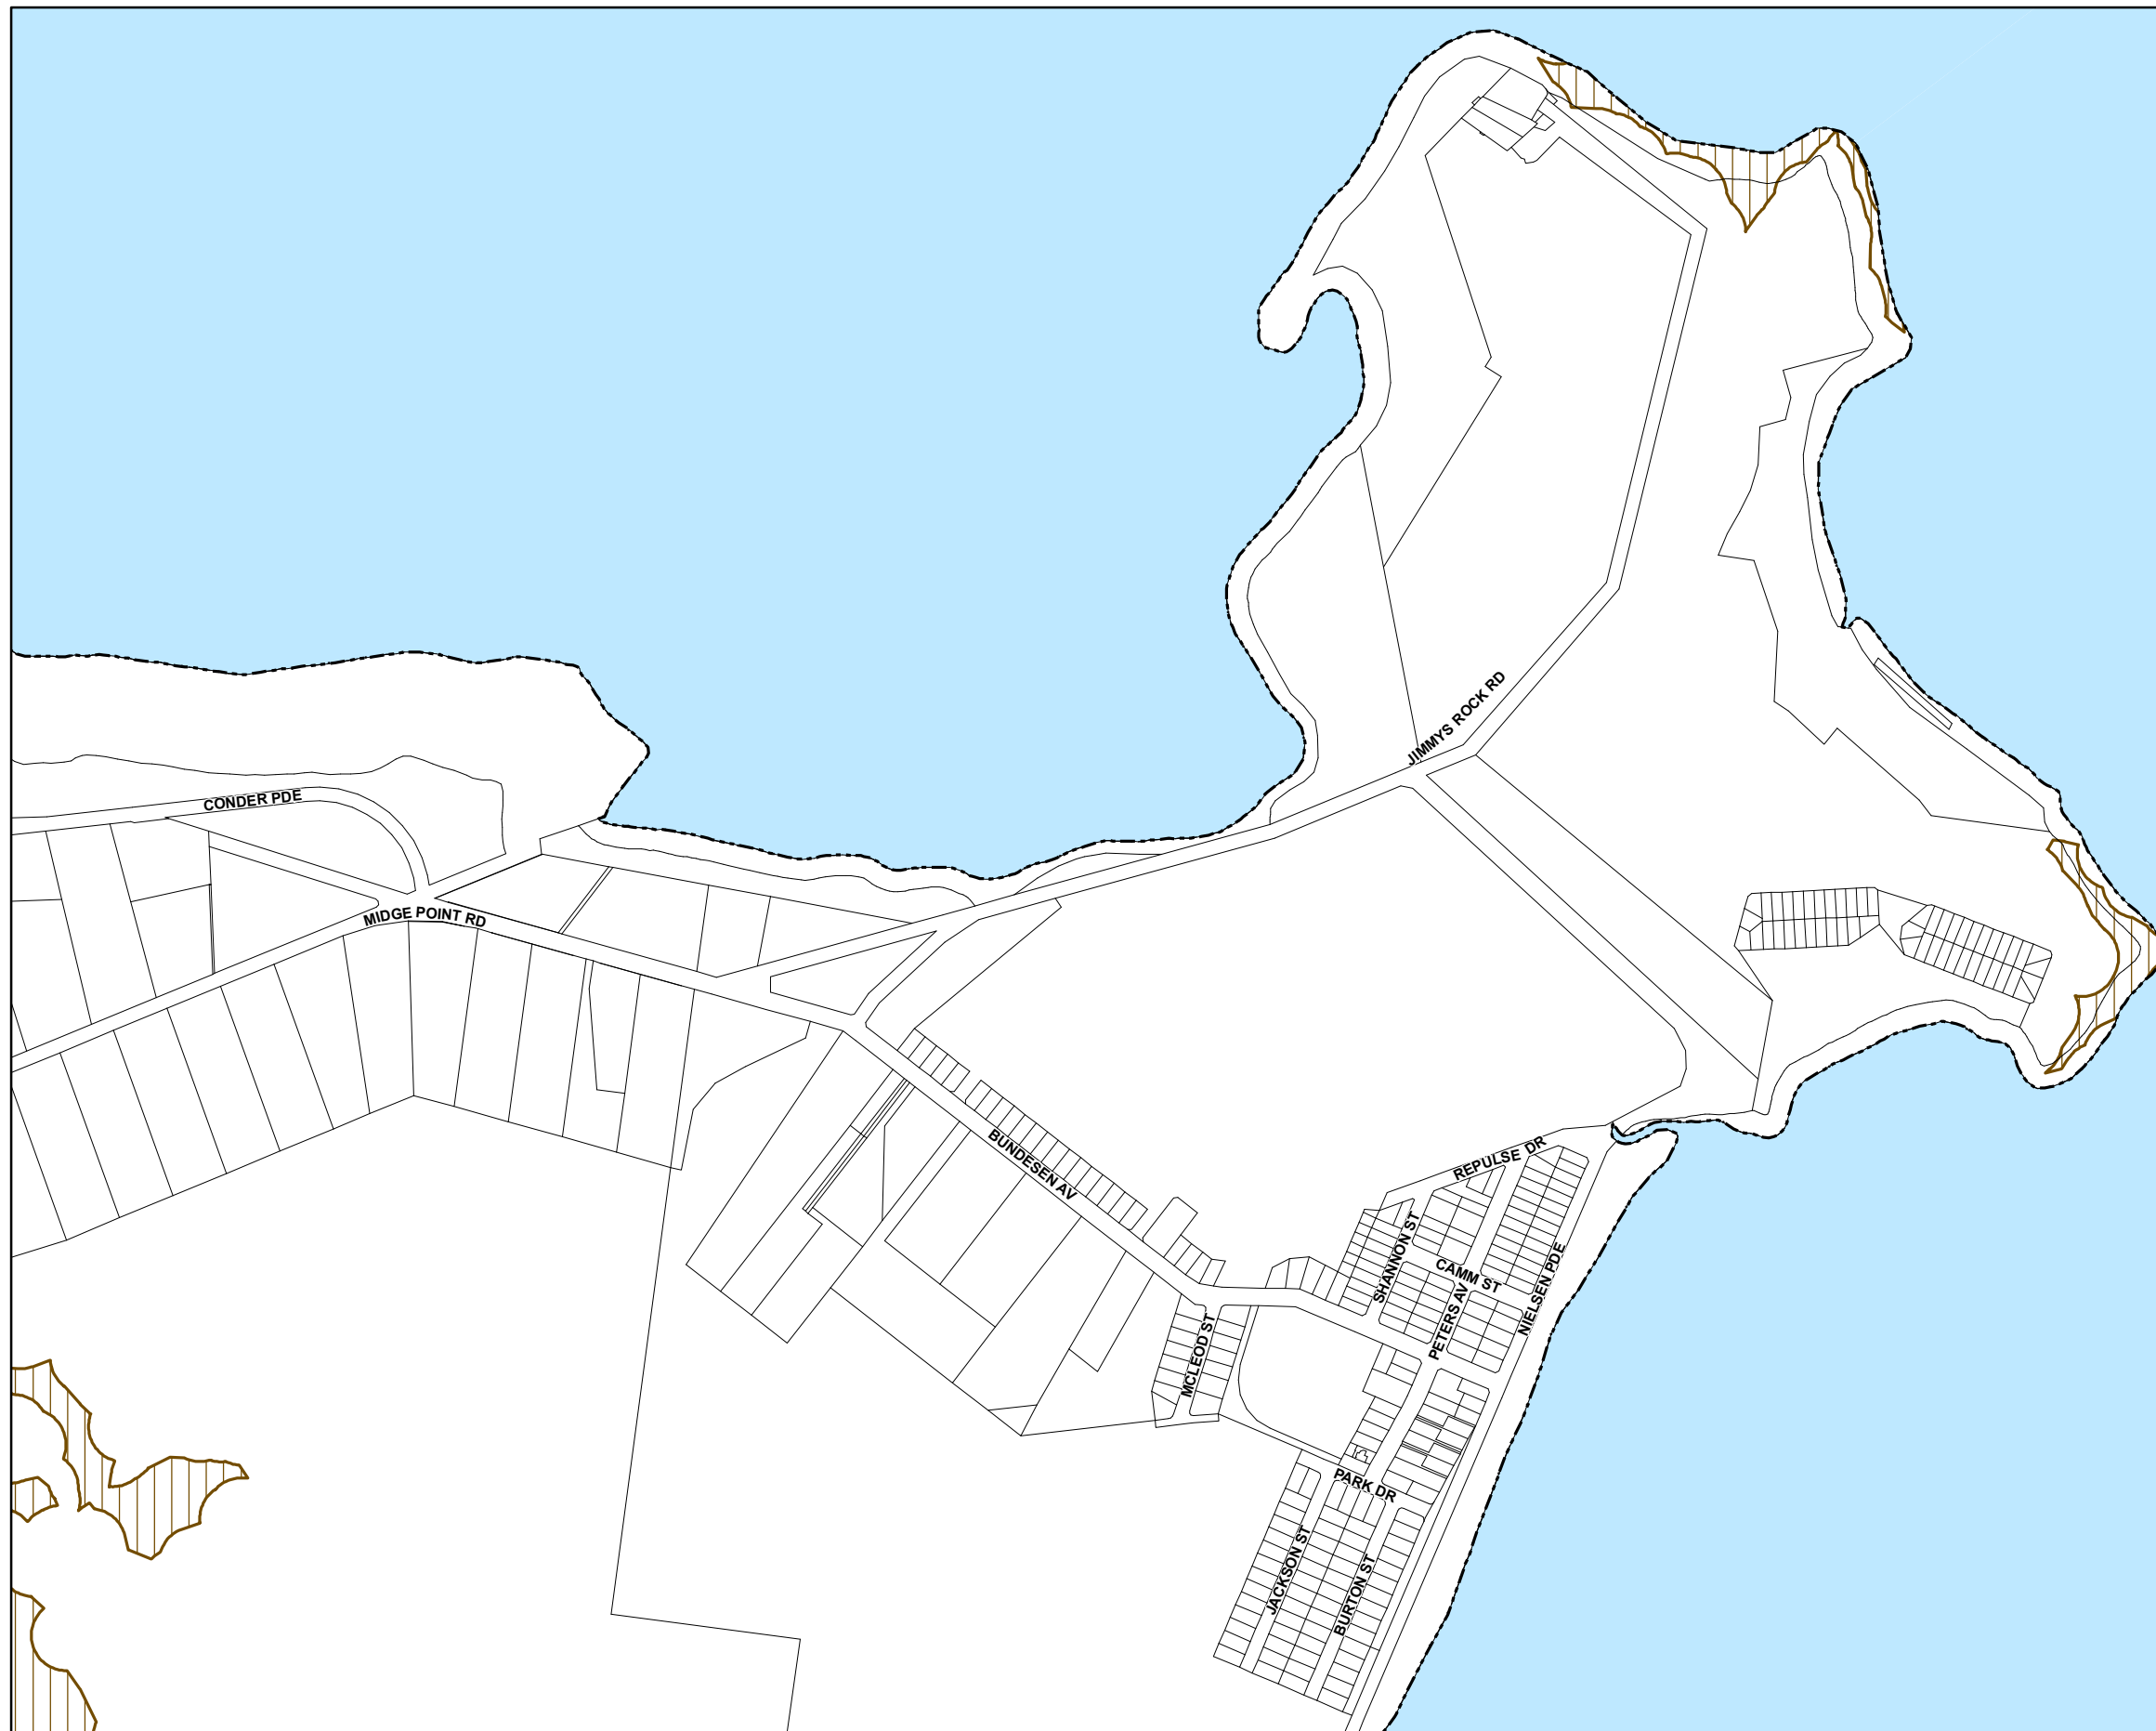 JIMMYS ROCK RD
CONDER PDE
MIDGE POINT RD
BUNDESEN AV
REPULSE DR
SHANNON ST
CAMM ST
NIELSEN PDE
PETERS AV
MCLEOD ST
PARK DR
JACKSON ST
BURTON ST